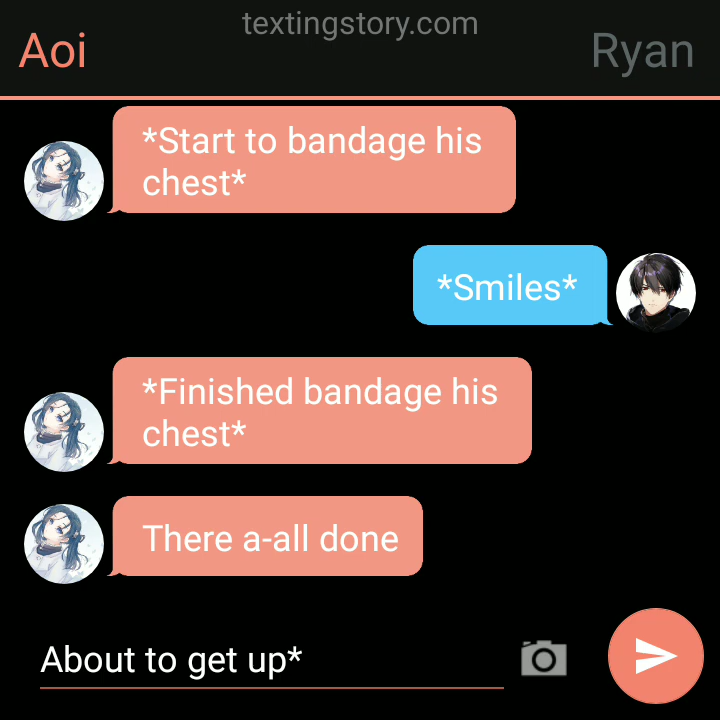 textingstory.com
Aoi
Ryan
*Start to bandage his
chest*
*Smiles*
*Finished bandage his
chest*
There a-all done
About to get up*